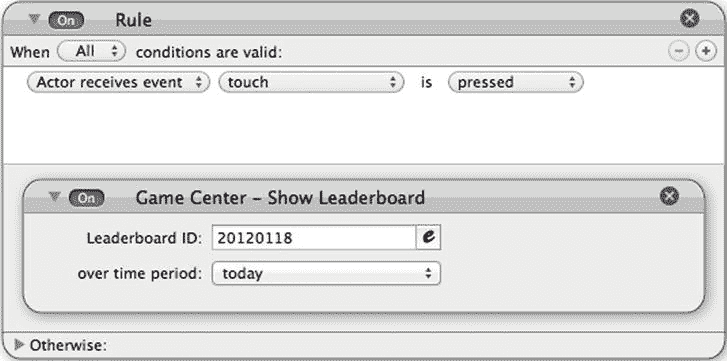 On Rule
When All conditions are valid:
Actor receives event touch is pressed
On Game Center – Show Leaderboard
Leaderboard ID: 20120118 e
over time period: today
Otherwise: